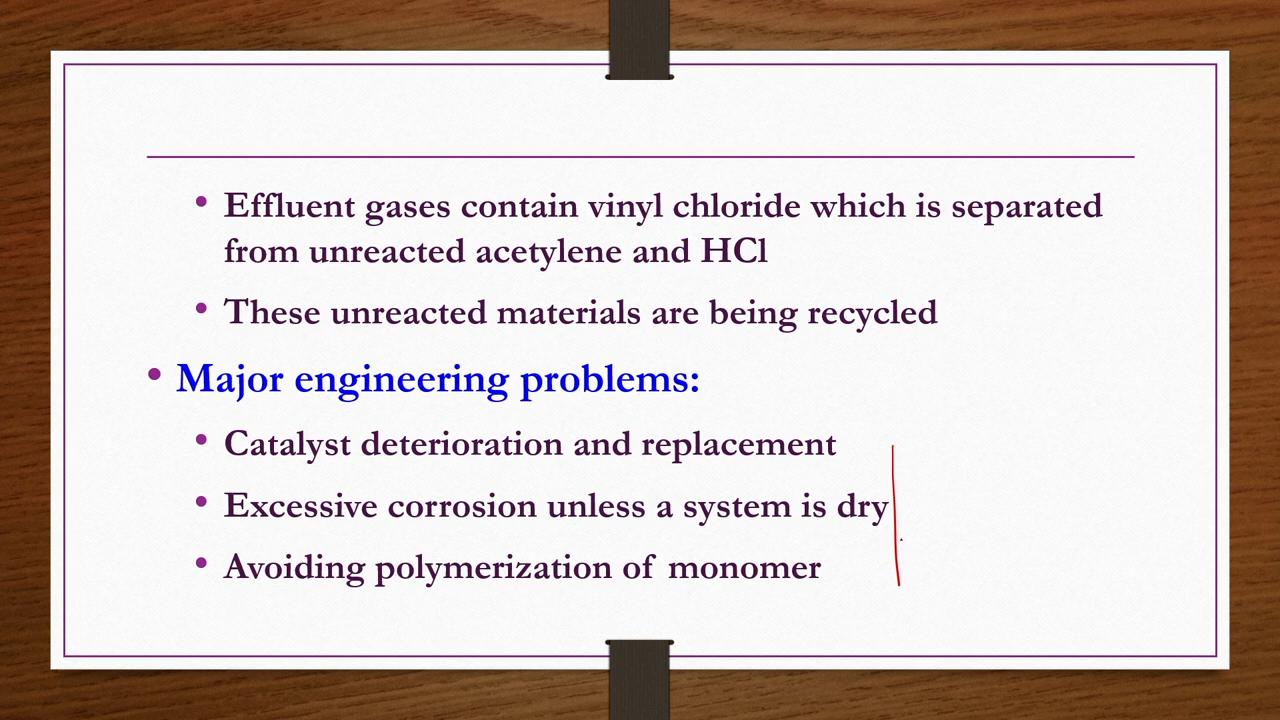 • Effluent gases contain vinyl chloride which is separated
from unreacted acetylene and HCl
• These unreacted materials are being recycled
• Major engineering problems:
• Catalyst deterioration and replacement
• Excessive corrosion unless a system is dry
• Avoiding polymerization of monomer